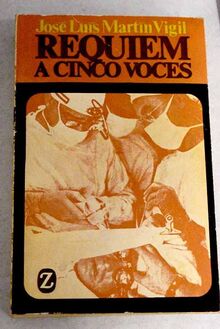 José Luis Martín Vigil
REQUIEM
A CINCO VOCES
Z